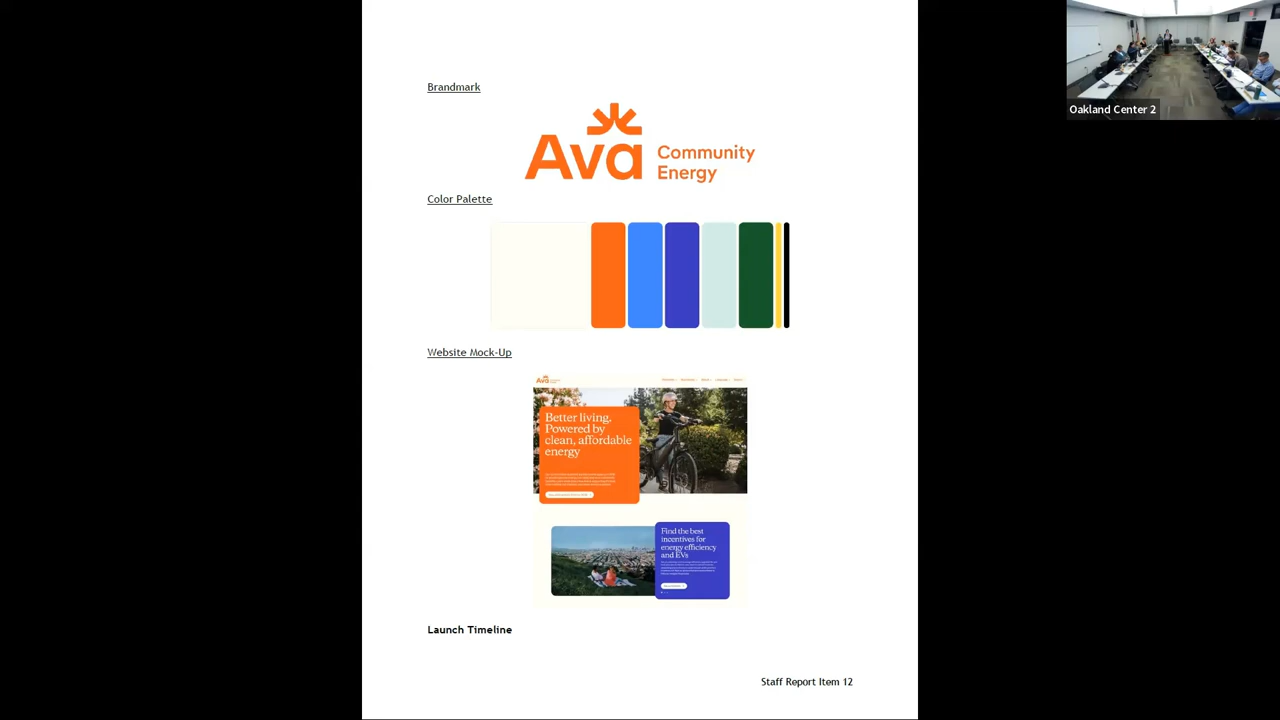 Brandmark
Ava Community
Energy
Color Palette
Website Mock-Up
Ava
Better living.
Powered by
clean, affordable
energy
Find the best
incentives for
energy efficiency
and EVs
Launch Timeline
Staff Report Item 12
Oakland Center 2